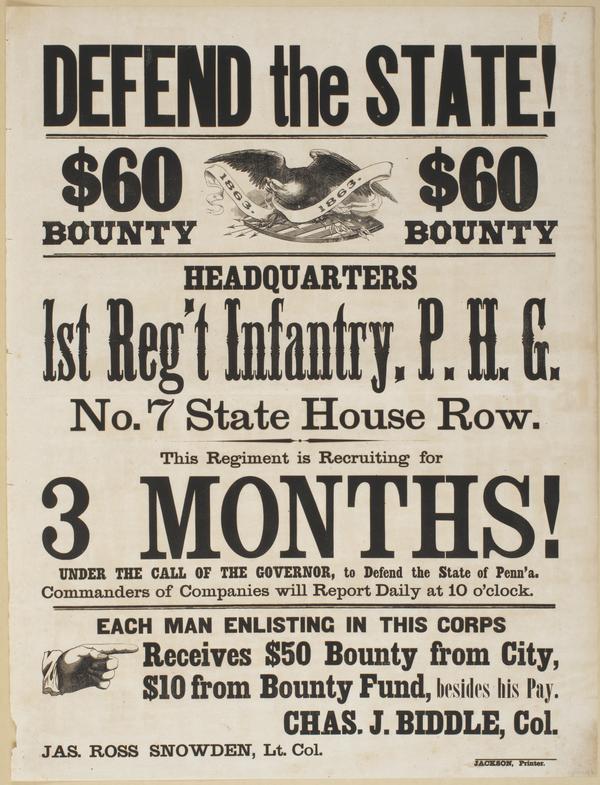 DEFEND the STATE!
$60 BOUNTY
1863. 1863.
$60 BOUNTY
HEADQUARTERS
1st Reg't Infantry, P. H. G.
No. 7 State House Row.
This Regiment is Recruiting for
3 MONTHS!
UNDER THE CALL OF THE GOVERNOR, to Defend the State of Penn'a.
Commanders of Companies will Report Daily at 10 o'clock.
EACH MAN ENLISTING IN THIS CORPS
Receives $50 Bounty from City,
$10 from Bounty Fund, besides his Pay.
CHAS. J. BIDDLE, Col.
JAS. ROSS SNOWDEN, Lt. Col.
JACKSON, Printer.